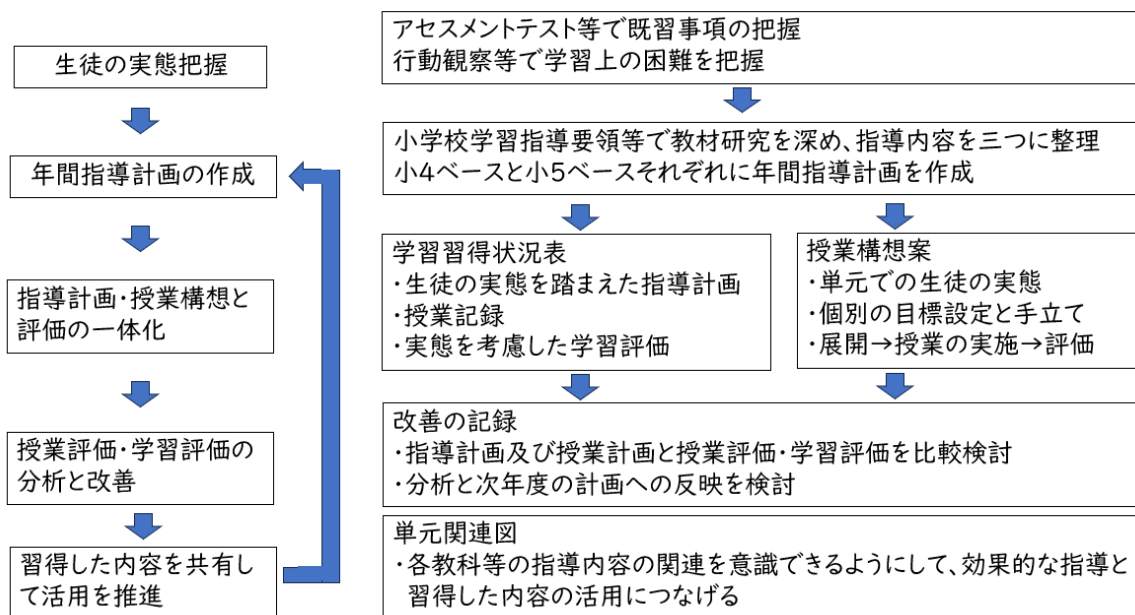 生徒の実態把握
年間指導計画の作成
指導計画・授業構想と
評価の一体化
授業評価・学習評価の
分析と改善
習得した内容を共有し
て活用を推進
アセスメントテスト等で既習事項の把握
行動観察等で学習上の困難を把握
小学校学習指導要領等で教材研究を深め、指導内容を三つに整理
小4ベースと小5ベースそれぞれに年間指導計画を作成
学習習得状況表
・生徒の実態を踏まえた指導計画
・授業記録
・実態を考慮した学習評価
授業構想案
・単元での生徒の実態
・個別の目標設定と手立て
・展開→授業の実施→評価
改善の記録
・指導計画及び授業計画と授業評価・学習評価を比較検討
・分析と次年度の計画への反映を検討
単元関連図
・各教科等の指導内容の関連を意識できるようにして、効果的な指導と
習得した内容の活用につなげる